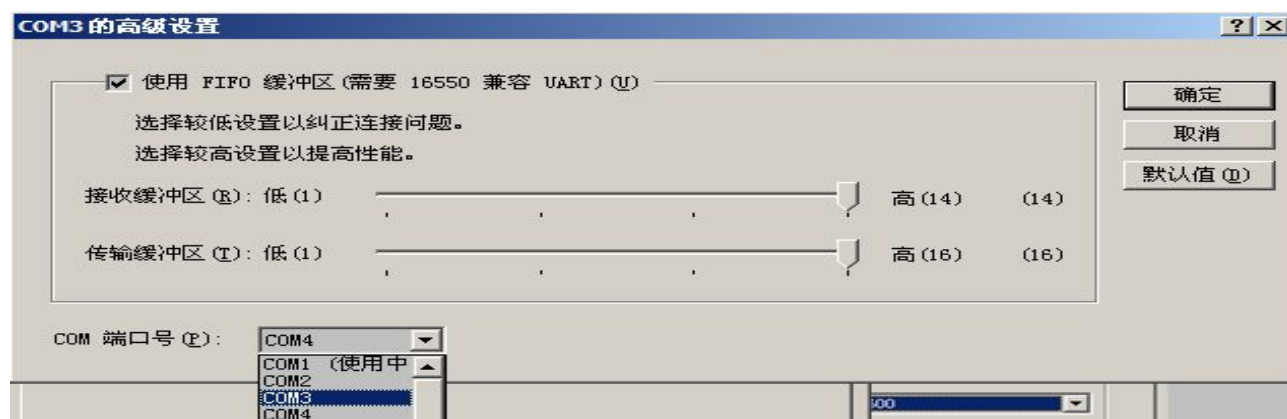 COM3 的高级设置
使用 FIFO 缓冲区(需要 16550 兼容 UART)(U)
确定
选择较低设置以纠正连接问题。
取消
选择较高设置以提高性能。
默认值(D)
接收缓冲区(R): 低(1) 高(14) (14)
传输缓冲区(T): 低(1) 高(16) (16)
COM 端口号(P): COM4
COM1 (使用中
COM2
COM3
COM4